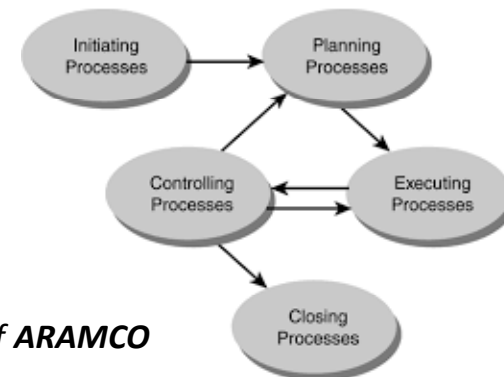 Initiating
Processes
Planning
Processes
Controlling
Processes
Executing
Processes
Closing
Processes
f ARAMCO